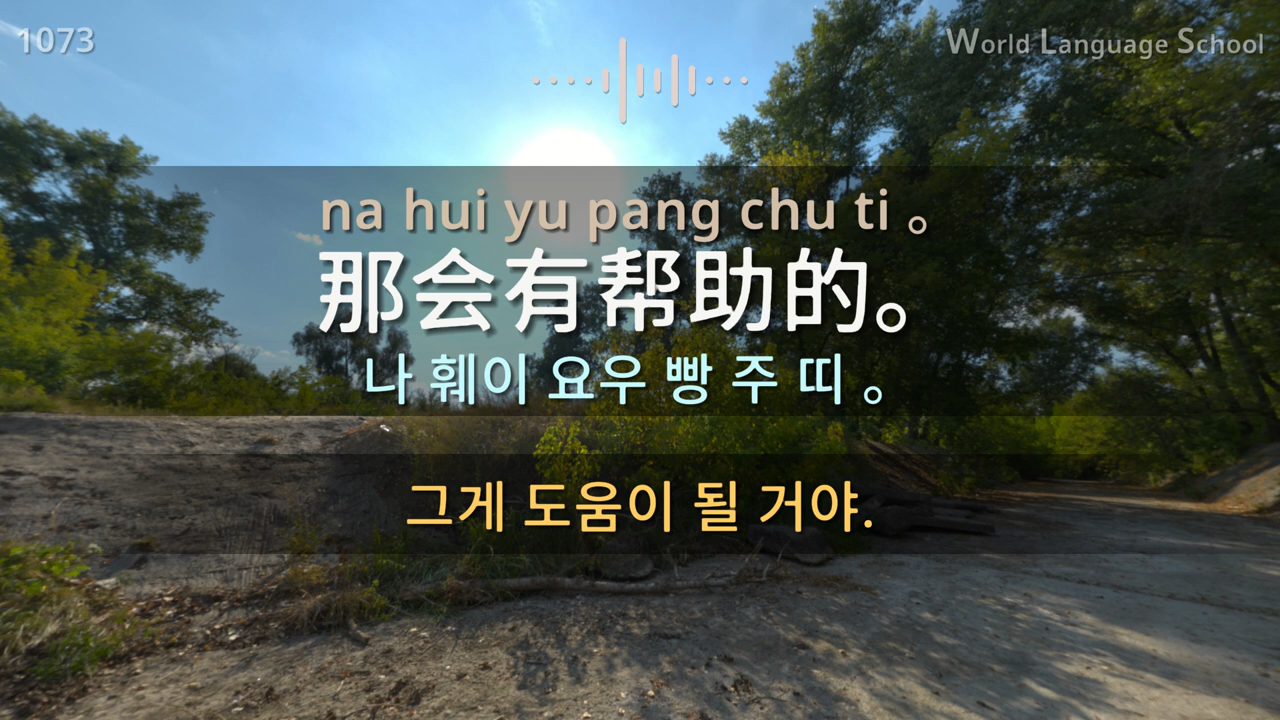 1073
World Language School
na hui yu pang chu ti 。
那会有帮助的。
나 훼이 요우 빵 주 띠 。
그게 도움이 될 거야.